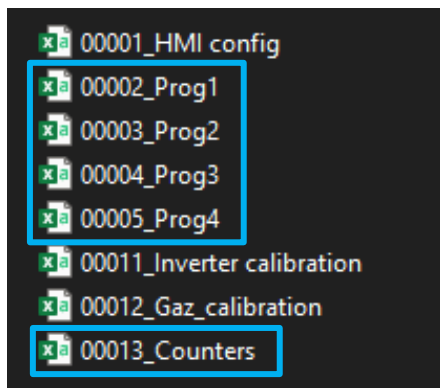 00001_HMI config
00002_Prog1
00003_Prog2
00004_Prog3
00005_Prog4
00011_Inverter calibration
00012_Gaz_calibration
00013_Counters